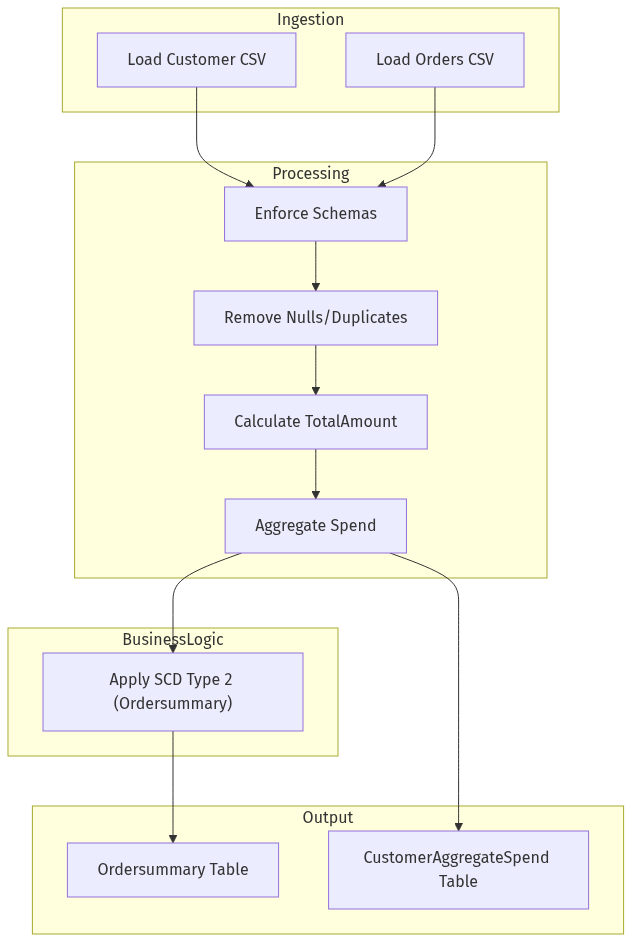 Ingestion
Load Customer CSV
Load Orders CSV
Processing
Enforce Schemas
Remove Nulls/Duplicates
Calculate TotalAmount
Aggregate Spend
BusinessLogic
Apply SCD Type 2
(Ordersummary)
Output
Ordersummary Table
CustomerAggregateSpend
Table